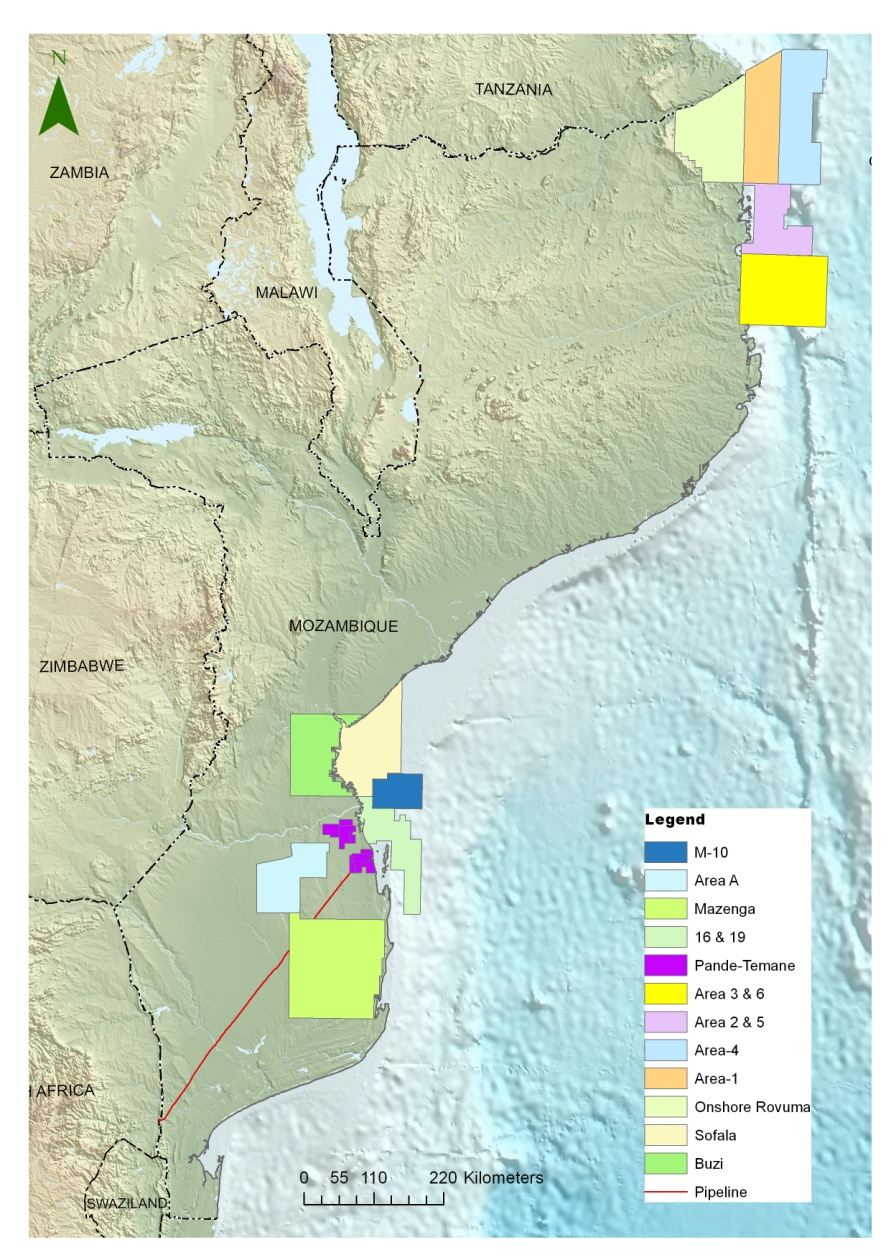 N
TANZANIA
ZAMBIA
MALAWI
MOZAMBIQUE
ZIMBABWE
Legend
M-10
Area A
Mazenga
16 & 19
Pande-Temane
Area 3 & 6
Area 2 & 5
Area-4
Area-1
Onshore Rovuma
Sofala
Buzi
Pipeline
AFRICA
0 55 110 220 Kilometers
SWAZILAND